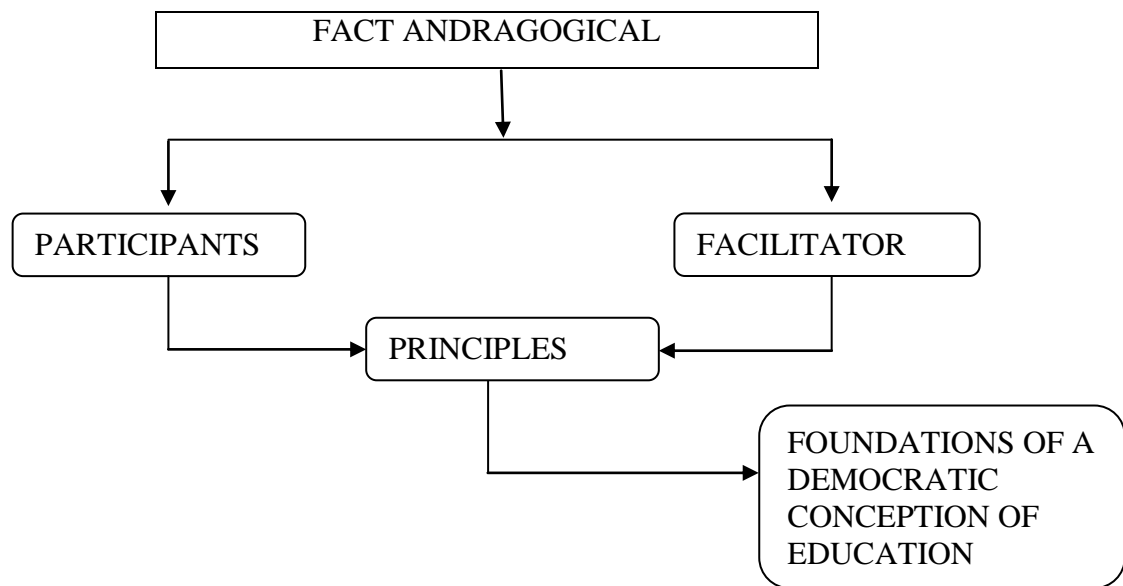 FACT ANDRAGOGICAL
PARTICIPANTS
FACILITATOR
PRINCIPLES
FOUNDATIONS OF A
DEMOCRATIC
CONCEPTION OF
EDUCATION